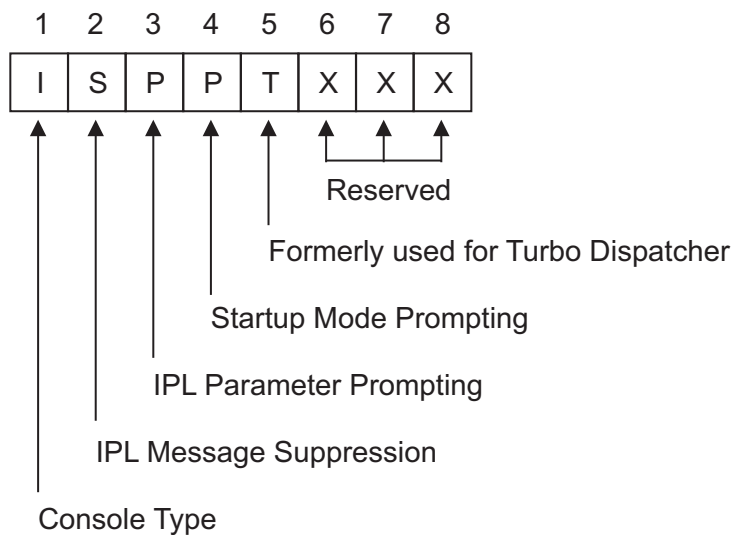 1 2 3 4 5 6 7 8
I S P P T X X X
Reserved
Formerly used for Turbo Dispatcher
Startup Mode Prompting
IPL Parameter Prompting
IPL Message Suppression
Console Type